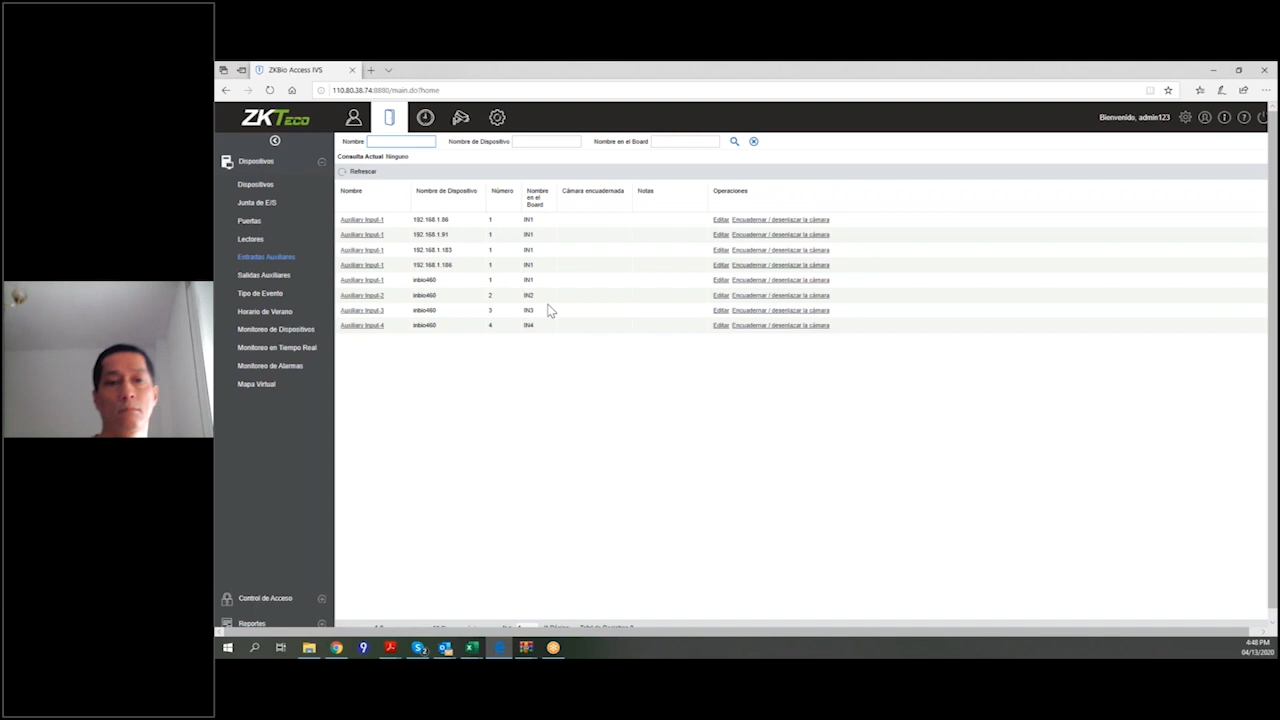 ZKBio Access IVS
110.80.38.74:8880/main.do?home
ZKTeco
Bienvenido, admin123
Nombre
Nombre de Dispositivo
Nombre en el Board
Consulta Actual Ninguno
Refrescar
Dispositivos
Dispositivos
Junta de E/S
Puertas
Lectores
Entradas Auxiliares
Salidas Auxiliares
Tipo de Evento
Horario de Verano
Monitoreo de Dispositivos
Monitoreo en Tiempo Real
Monitoreo de Alarmas
Mapa Virtual
Control de Acceso
Reportes
Nombre Nombre de Dispositivo Número Nombre en el Board Cámara encuadernada Notas Operaciones
Auxiliary Input-1 192.168.1.86 1 IN1 Editar Encuadernar / desenlazar la cámara
Auxiliary Input-1 192.168.1.91 1 IN1 Editar Encuadernar / desenlazar la cámara
Auxiliary Input-1 192.168.1.183 1 IN1 Editar Encuadernar / desenlazar la cámara
Auxiliary Input-1 192.168.1.186 1 IN1 Editar Encuadernar / desenlazar la cámara
Auxiliary Input-1 inbio460 1 IN1 Editar Encuadernar / desenlazar la cámara
Auxiliary Input-2 inbio460 2 IN2 Editar Encuadernar / desenlazar la cámara
Auxiliary Input-3 inbio460 3 IN3 Editar Encuadernar / desenlazar la cámara
Auxiliary Input-4 inbio460 4 IN4 Editar Encuadernar / desenlazar la cámara
4:48 PM
04/13/2020